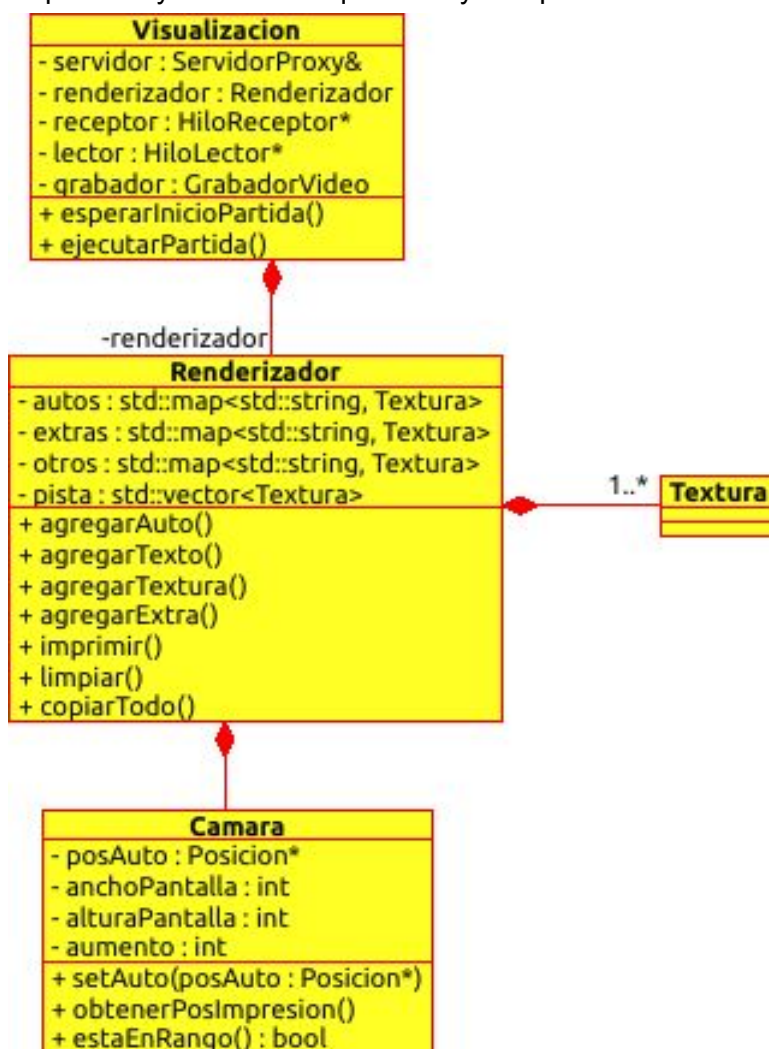 Visualizacion
- servidor : ServidorProxy&
- renderizador : Renderizador
- receptor : HiloReceptor*
- lector : HiloLector*
- grabador : GrabadorVideo
+ esperarInicioPartida()
+ ejecutarPartida()
-renderizador
Renderizador
- autos : std::map<std::string, Textura>
- extras : std::map<std::string, Textura>
- otros : std::map<std::string, Textura>
- pista : std::vector<Textura>
+ agregarAuto()
+ agregarTexto()
+ agregarTextura()
+ agregarExtra()
+ imprimir()
+ limpiar()
+ copiarTodo()
1..*
Textura
Camara
- posAuto : Posicion*
- anchoPantalla : int
- alturaPantalla : int
- aumento : int
+ setAuto(posAuto : Posicion*)
+ obtenerPosImpresion()
+ estaEnRango() : bool